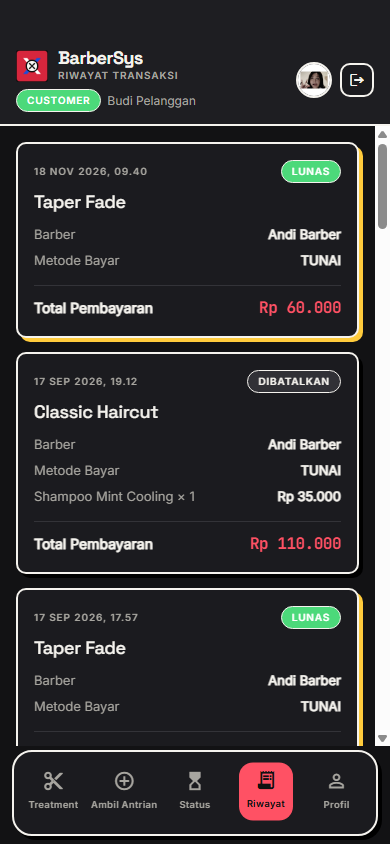 BarberSys
RIWAYAT TRANSAKSI
CUSTOMER Budi Pelanggan
18 NOV 2026, 09.40 LUNAS
Taper Fade
Barber Andi Barber
Metode Bayar TUNAI
Total Pembayaran Rp 60.000
17 SEP 2026, 19.12 DIBATALKAN
Classic Haircut
Barber Andi Barber
Metode Bayar TUNAI
Shampoo Mint Cooling × 1 Rp 35.000
Total Pembayaran Rp 110.000
17 SEP 2026, 17.57 LUNAS
Taper Fade
Barber Andi Barber
Metode Bayar TUNAI
Treatment Ambil Antrian Status Riwayat Profil